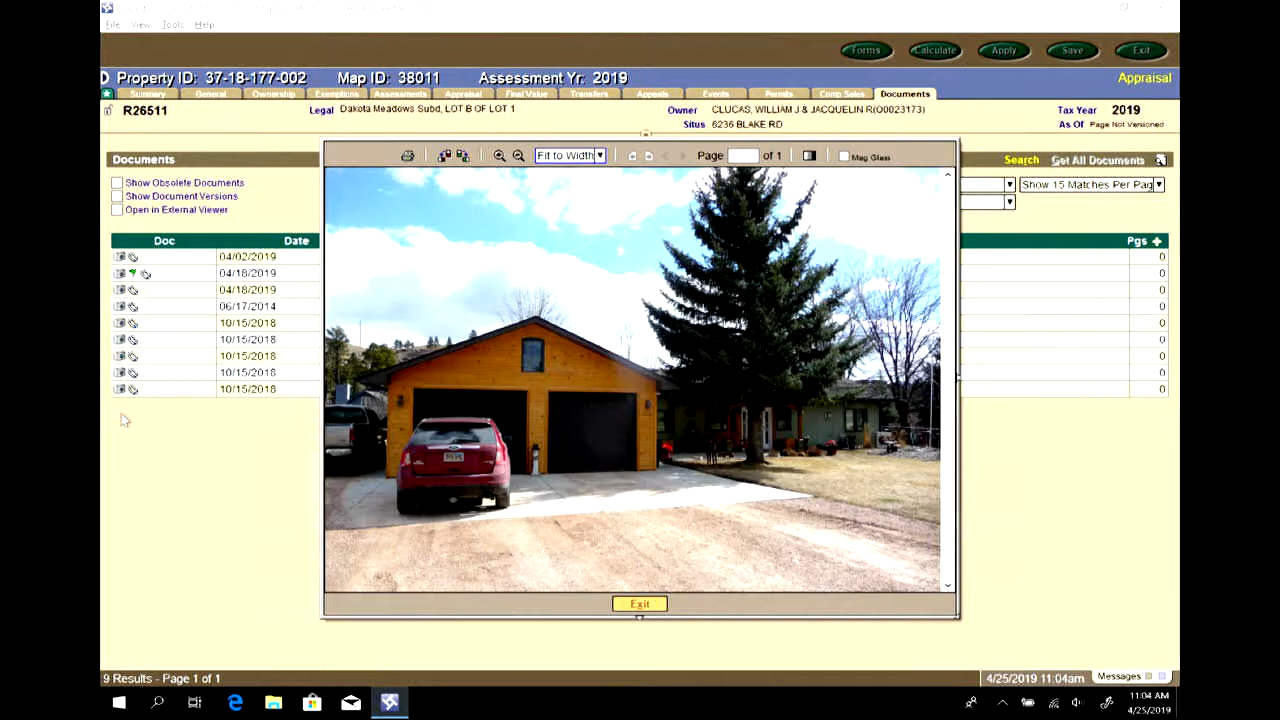 File View Tools Help
Forms Calculate Apply Save Exit
Property ID: 37-18-177-002 Map ID: 38011 Assessment Yr. 2019 Appraisal
Summary General Ownership Exemptions Assessments Appraisal Final Value Transfers Appeals Events Permits Comp Sales Documents
R26511 Legal Dakota Meadows Subd, LOT B OF LOT 1 Owner CLUCAS, WILLIAM J & JACQUELIN R(O0023173) Tax Year 2019
Situs 6236 BLAKE RD As Of Page Not Versioned
Documents Search Get All Documents
Fit to Width Page of 1 Mag Glass
Show Obsolete Documents Show 15 Matches Per Pag
Show Document Versions
Open in External Viewer
Doc Date Pgs
04/02/2019 0
04/18/2019 0
04/18/2019 0
06/17/2014 0
10/15/2018 0
10/15/2018 0
10/15/2018 0
10/15/2018 0
10/15/2018 0
Exit
9 Results - Page 1 of 1 4/25/2019 11:04am Messages
11:04 AM
4/25/2019